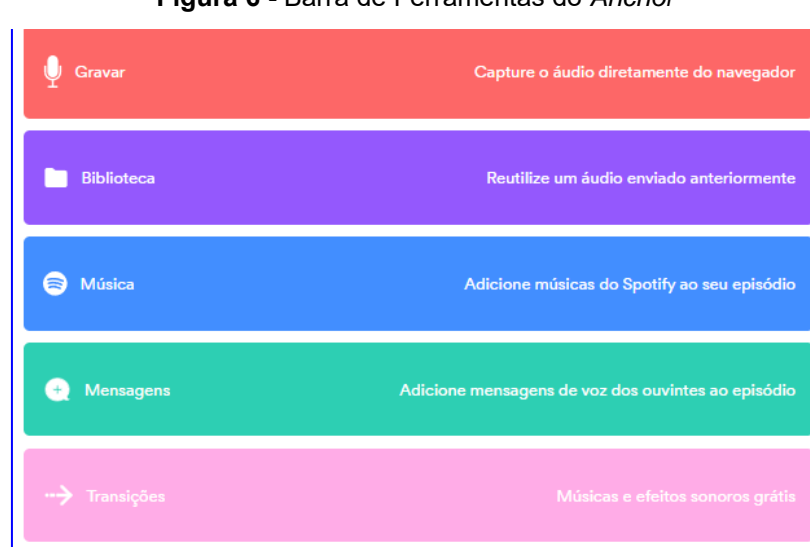 Figura 6 - Barra de Ferramentas do Anchor
Gravar Capture o áudio diretamente do navegador
Biblioteca Reutilize um áudio enviado anteriormente
Música Adicione músicas do Spotify ao seu episódio
Mensagens Adicione mensagens de voz dos ouvintes ao episódio
Transições Músicas e efeitos sonoros grátis